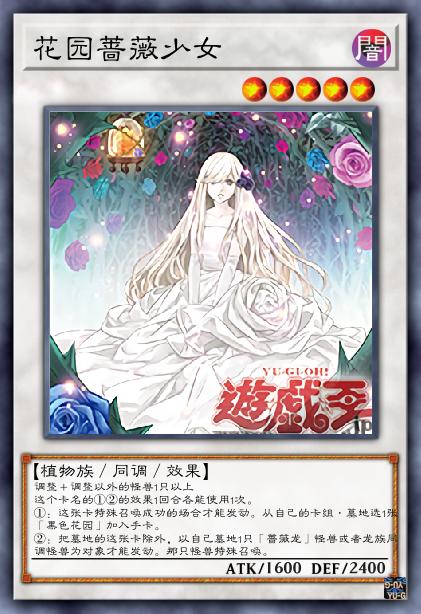 花园蔷薇少女
闇
YU-GI-OH!
遊戯王
.jp
【植物族／同调／效果】
调整＋调整以外的怪兽1只以上
这个卡名的①②的效果1回合各能使用1次。
①：这张卡特殊召唤成功的场合才能发动。从自己的卡组·墓地选1张
「黑色花园」加入手卡。
②：把墓地的这张卡除外，以自己墓地1只「蔷薇龙」怪兽或者龙族同
调怪兽为对象才能发动。那只怪兽特殊召唤。
ATK/1600 DEF/2400